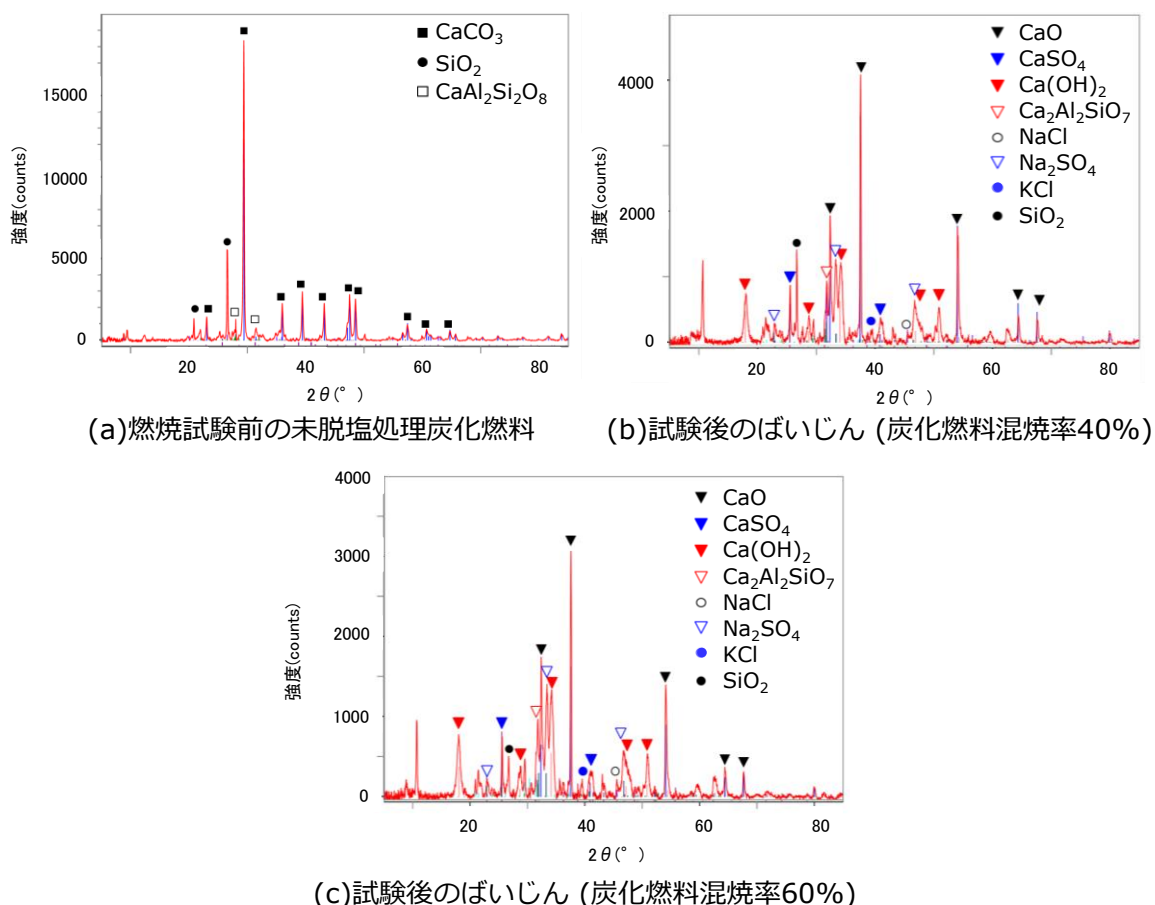 15000
10000
5000
0
強度(counts)
■ CaCO3
● SiO2
□ CaAl2Si2O8
20
40
60
80
2θ(°)
(a)燃焼試験前の未脱塩処理炭化燃料
4000
2000
0
強度(counts)
▼ CaO
▼ CaSO4
▼ Ca(OH)2
▽ Ca2Al2SiO7
○ NaCl
▽ Na2SO4
● KCl
● SiO2
20
40
60
80
2θ(°)
(b)試験後のばいじん (炭化燃料混焼率40%)
4000
3000
2000
1000
0
強度(counts)
▼ CaO
▼ CaSO4
▼ Ca(OH)2
▽ Ca2Al2SiO7
○ NaCl
▽ Na2SO4
● KCl
● SiO2
20
40
60
80
2θ(°)
(c)試験後のばいじん (炭化燃料混焼率60%)